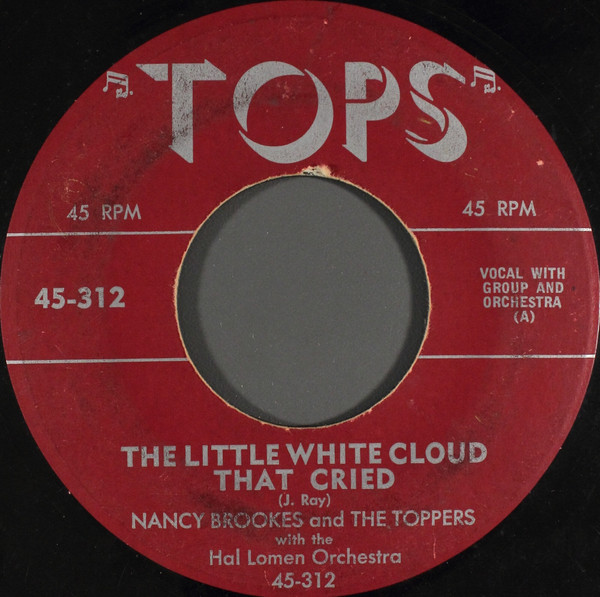 TOPS
45 RPM
45 RPM
45-312
VOCAL WITH
GROUP AND
ORCHESTRA
(A)
THE LITTLE WHITE CLOUD
THAT CRIED
(J. Ray)
NANCY BROOKES and THE TOPPERS
with the
Hal Lomen Orchestra
45-312